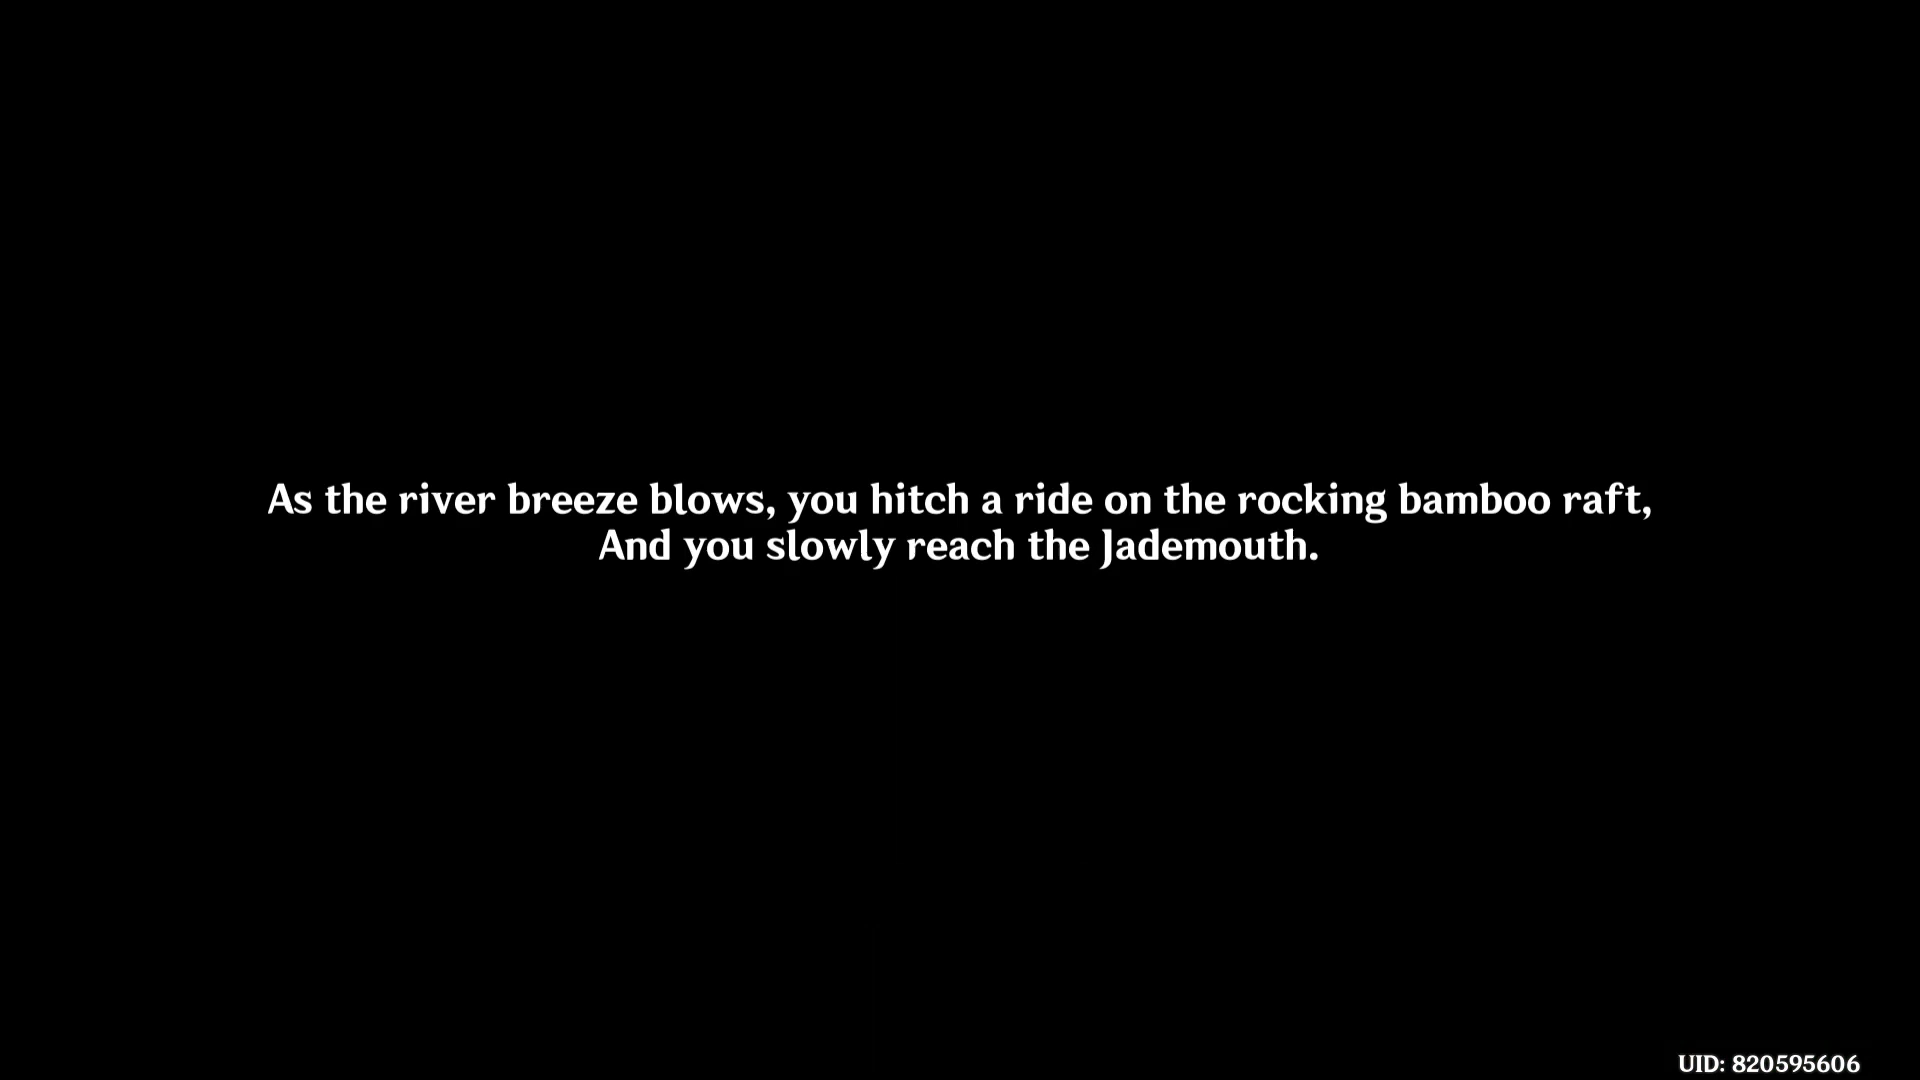 As the river breeze blows, you hitch a ride on the rocking bamboo raft,
And you slowly reach the Jademouth.
UID: 820595606